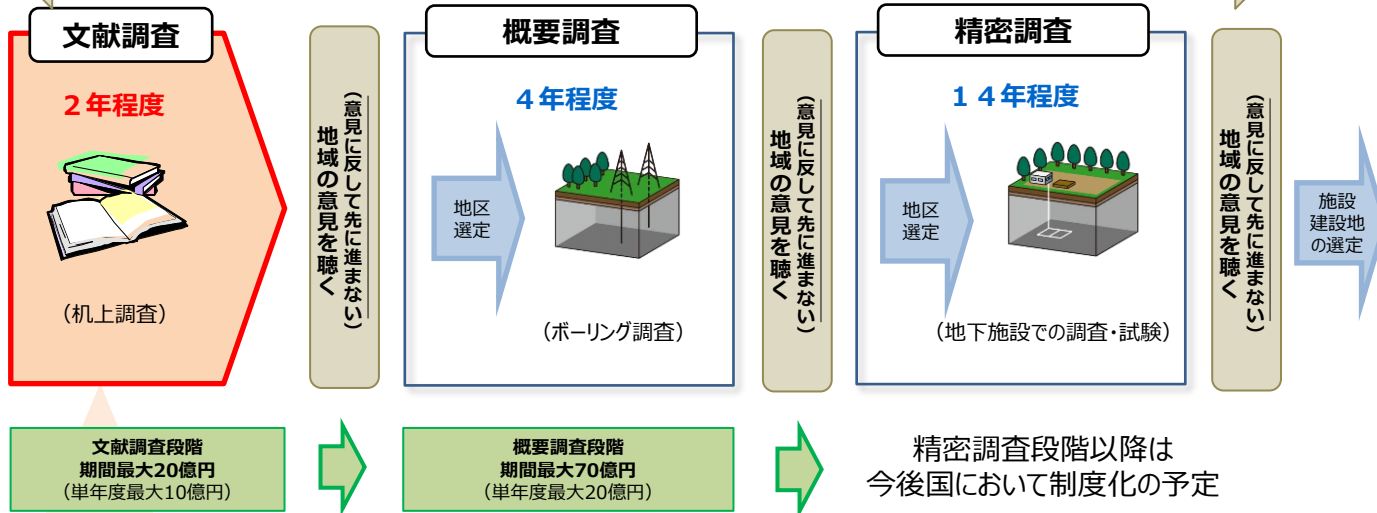 文献調査
2年程度
（机上調査）
地域の意見を聴く
（意見に反して先に進まない）
概要調査
4年程度
地区
選定
（ボーリング調査）
地域の意見を聴く
（意見に反して先に進まない）
精密調査
14年程度
地区
選定
（地下施設での調査・試験）
地域の意見を聴く
（意見に反して先に進まない）
施設
建設地
の選定
文献調査段階
期間最大20億円
（単年度最大10億円）
概要調査段階
期間最大70億円
（単年度最大20億円）
精密調査段階以降は
今後国において制度化の予定